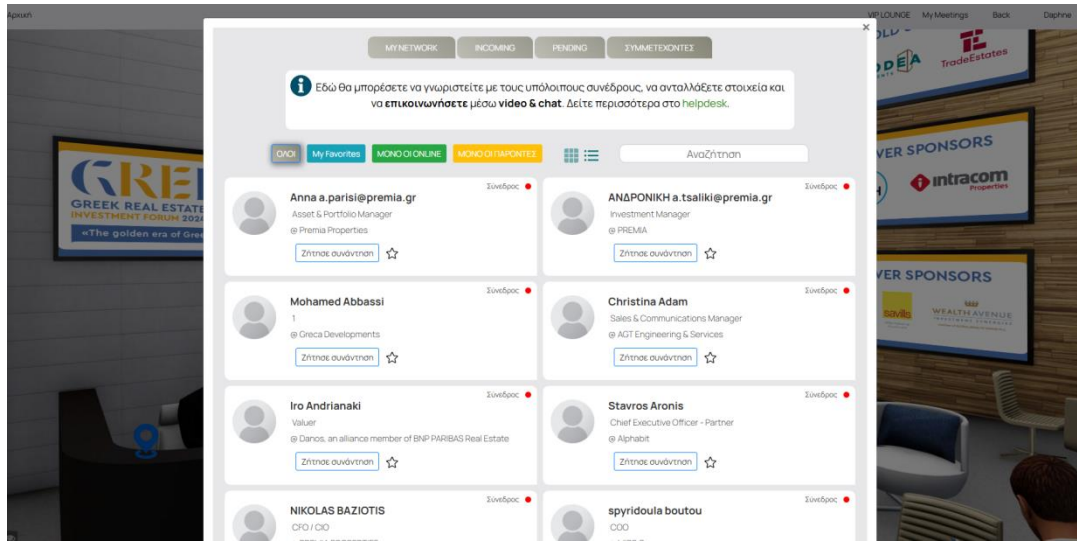 Αρχική
VIP LOUNGE My Meetings Back Daphne
×
MY NETWORK INCOMING PENDING ΣΥΜΜΕΤΕΧΟΝΤΕΣ
Εδώ θα μπορέσετε να γνωριστείτε με τους υπόλοιπους συνέδρους, να ανταλλάξετε στοιχεία και
να επικοινωνήσετε μέσω video & chat. Δείτε περισσότερα στο helpdesk.
ΟΛΟΙ My Favorites ΜΟΝΟ ΟΙ ONLINE ΜΟΝΟ ΟΙ ΠΑΡΟΝΤΕΣ Αναζήτηση
Σύνεδρος
Anna a.parisi@premia.gr
Asset & Portfolio Manager
@ Premia Properties
Ζήτησε συνάντηση
Σύνεδρος
ΑΝΔΡΟΝΙΚΗ a.tsaliki@premia.gr
Investment Manager
@ PREMIA
Ζήτησε συνάντηση
Σύνεδρος
Mohamed Abbassi
1
@ Greca Developments
Ζήτησε συνάντηση
Σύνεδρος
Christina Adam
Sales & Communications Manager
@ AGT Engineering & Services
Ζήτησε συνάντηση
Σύνεδρος
Iro Andrianaki
Valuer
@ Danos, an alliance member of BNP PARIBAS Real Estate
Ζήτησε συνάντηση
Σύνεδρος
Stavros Aronis
Chief Executive Officer - Partner
@ Alphabit
Ζήτησε συνάντηση
Σύνεδρος
NIKOLAS BAZIOTIS
CFO / CIO
Σύνεδρος
spyridoula boutou
COO
GRE
GREEK REAL ESTATE
INVESTMENT FORUM 2024
«The golden era of Gree
TradeEstates
VER SPONSORS
intracom
Properties
VER SPONSORS
savills
WEALTH AVENUE